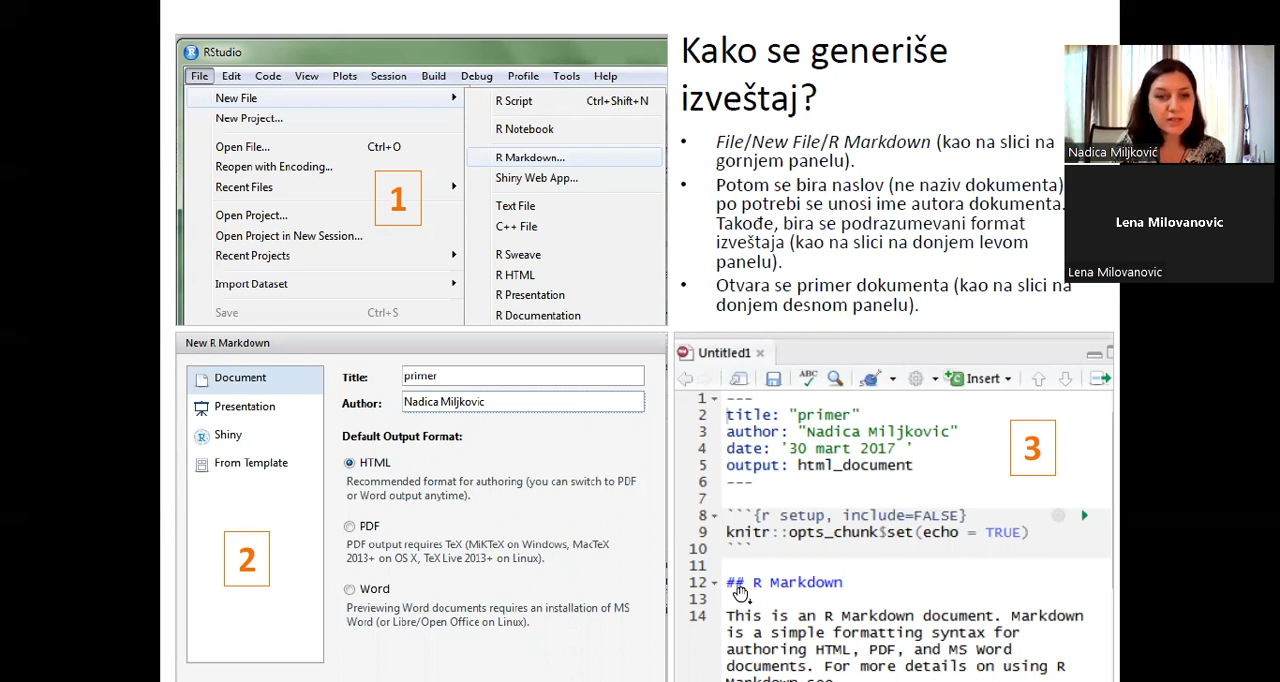 RStudio
File Edit Code View Plots Session Build Debug Profile Tools Help
New File
New Project...
Open File... Ctrl+O
Reopen with Encoding...
Recent Files
Open Project...
Open Project in New Session...
Recent Projects
Import Dataset
Save Ctrl+S
R Script Ctrl+Shift+N
R Notebook
R Markdown...
Shiny Web App...
Text File
C++ File
R Sweave
R HTML
R Presentation
R Documentation
1
Kako se generiše
izveštaj?
• File/New File/R Markdown (kao na slici na
gornjem panelu).
• Potom se bira naslov (ne naziv dokumenta)
po potrebi se unosi ime autora dokumenta.
Takođe, bira se podrazumevani format
izveštaja (kao na slici na donjem levom
panelu).
• Otvara se primer dokumenta (kao na slici na
donjem desnom panelu).
Nadica Miljković
Lena Milovanovic
Lena Milovanovic
New R Markdown
Document
Presentation
Shiny
From Template
2
Title: primer
Author: Nadica Miljkovic
Default Output Format:
HTML
Recommended format for authoring (you can switch to PDF
or Word output anytime).
PDF
PDF output requires TeX (MiKTeX on Windows, MacTeX
2013+ on OS X, TeX Live 2013+ on Linux).
Word
Previewing Word documents requires an installation of MS
Word (or Libre/Open Office on Linux).
Untitled1
ABC Insert
1 ---
2 title: "primer"
3 author: "Nadica Miljkovic"
4 date: '30 mart 2017 '
5 output: html_document
6 ---
7
8 ```{r setup, include=FALSE}
9 knitr::opts_chunk$set(echo = TRUE)
10 ```
11
12 ## R Markdown
13
14 This is an R Markdown document. Markdown
is a simple formatting syntax for
authoring HTML, PDF, and MS Word
documents. For more details on using R
Markdown see
3